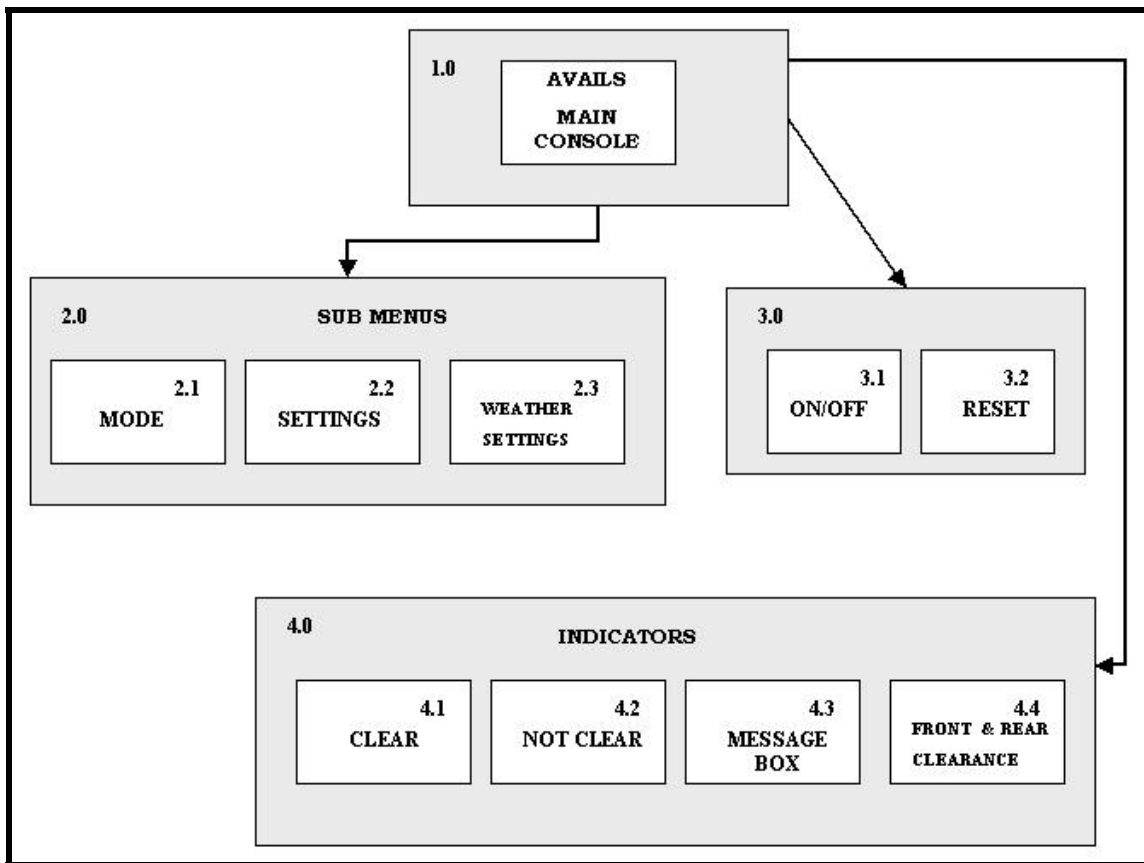 1.0
AVAILS
MAIN
CONSOLE
2.0
SUB MENUS
2.1
MODE
2.2
SETTINGS
2.3
WEATHER
SETTINGS
3.0
3.1
ON/OFF
3.2
RESET
4.0
INDICATORS
4.1
CLEAR
4.2
NOT CLEAR
4.3
MESSAGE
BOX
4.4
FRONT & REAR
CLEARANCE